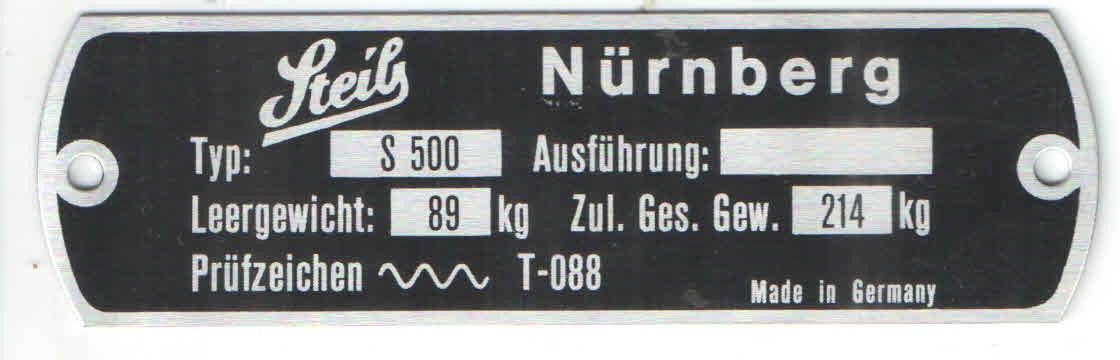 Steib Nürnberg
Typ: S 500 Ausführung:
Leergewicht: 89 kg Zul. Ges. Gew. 214 kg
Prüfzeichen T-088
Made in Germany